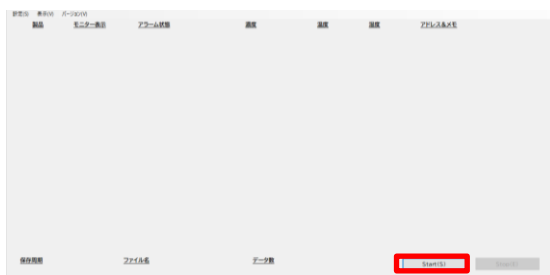 設定(S) 表示(V) バージョン(V)
製品 モニター表示 アラーム状態 濃度 温度 湿度 アドレス&メモ
保存周期 ファイル名 データ数 Start(S)